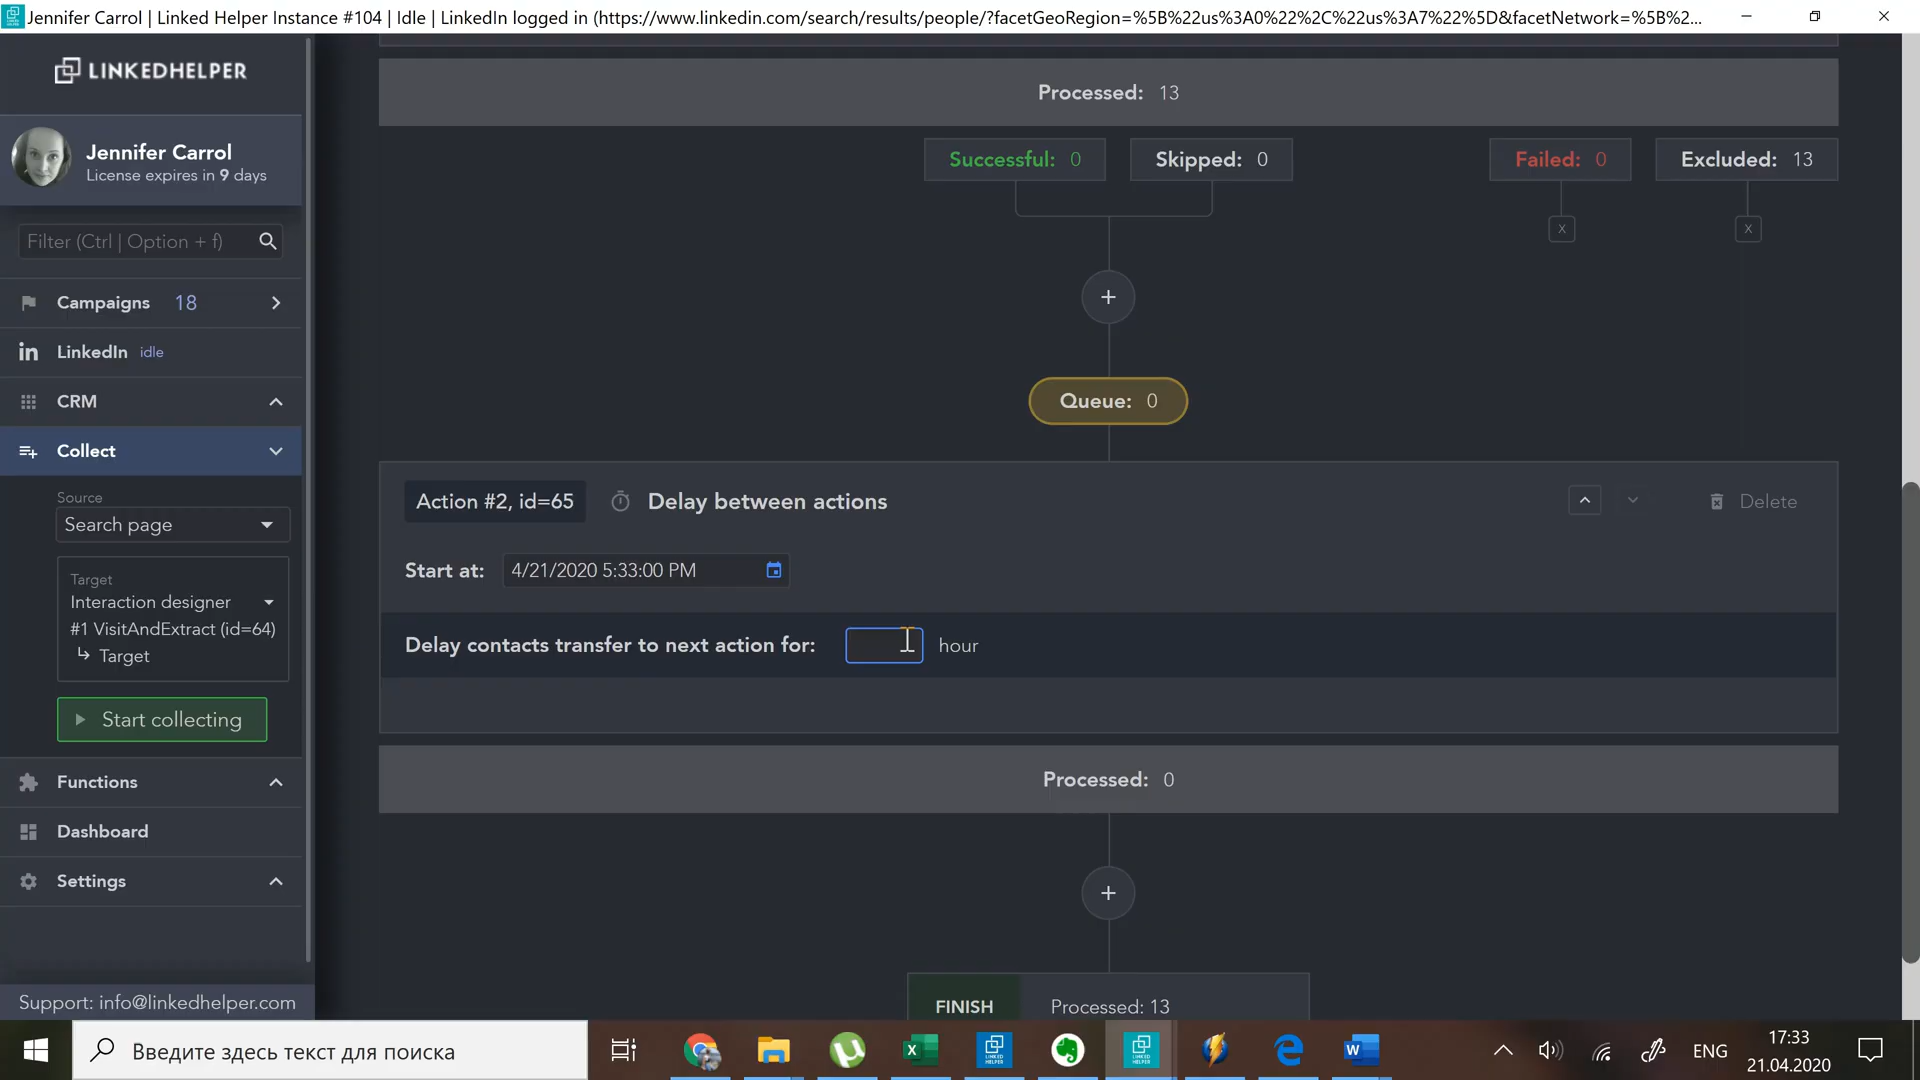 Jennifer Carrol | Linked Helper Instance #104 | Idle | LinkedIn logged in (https://www.linkedin.com/search/results/people/?facetGeoRegion=%5B%22us%3A0%22%2C%22us%3A7%22%5D&facetNetwork=%5B%2...
LINKEDHELPER
Jennifer Carrol
License expires in 9 days
Filter (Ctrl | Option + f)
Campaigns 18
LinkedIn idle
CRM
Collect
Source
Search page
Target
Interaction designer
#1 VisitAndExtract (id=64)
Target
Start collecting
Functions
Dashboard
Settings
Support: info@linkedhelper.com
Processed: 13
Successful: 0
Skipped: 0
Failed: 0
Excluded: 13
X
X
+
Queue: 0
Action #2, id=65
Delay between actions
Delete
Start at: 4/21/2020 5:33:00 PM
Delay contacts transfer to next action for: hour
Processed: 0
+
FINISH
Processed: 13
Введите здесь текст для поиска
LINKED
HELPER
LINKED
HELPER
ENG
17:33
21.04.2020